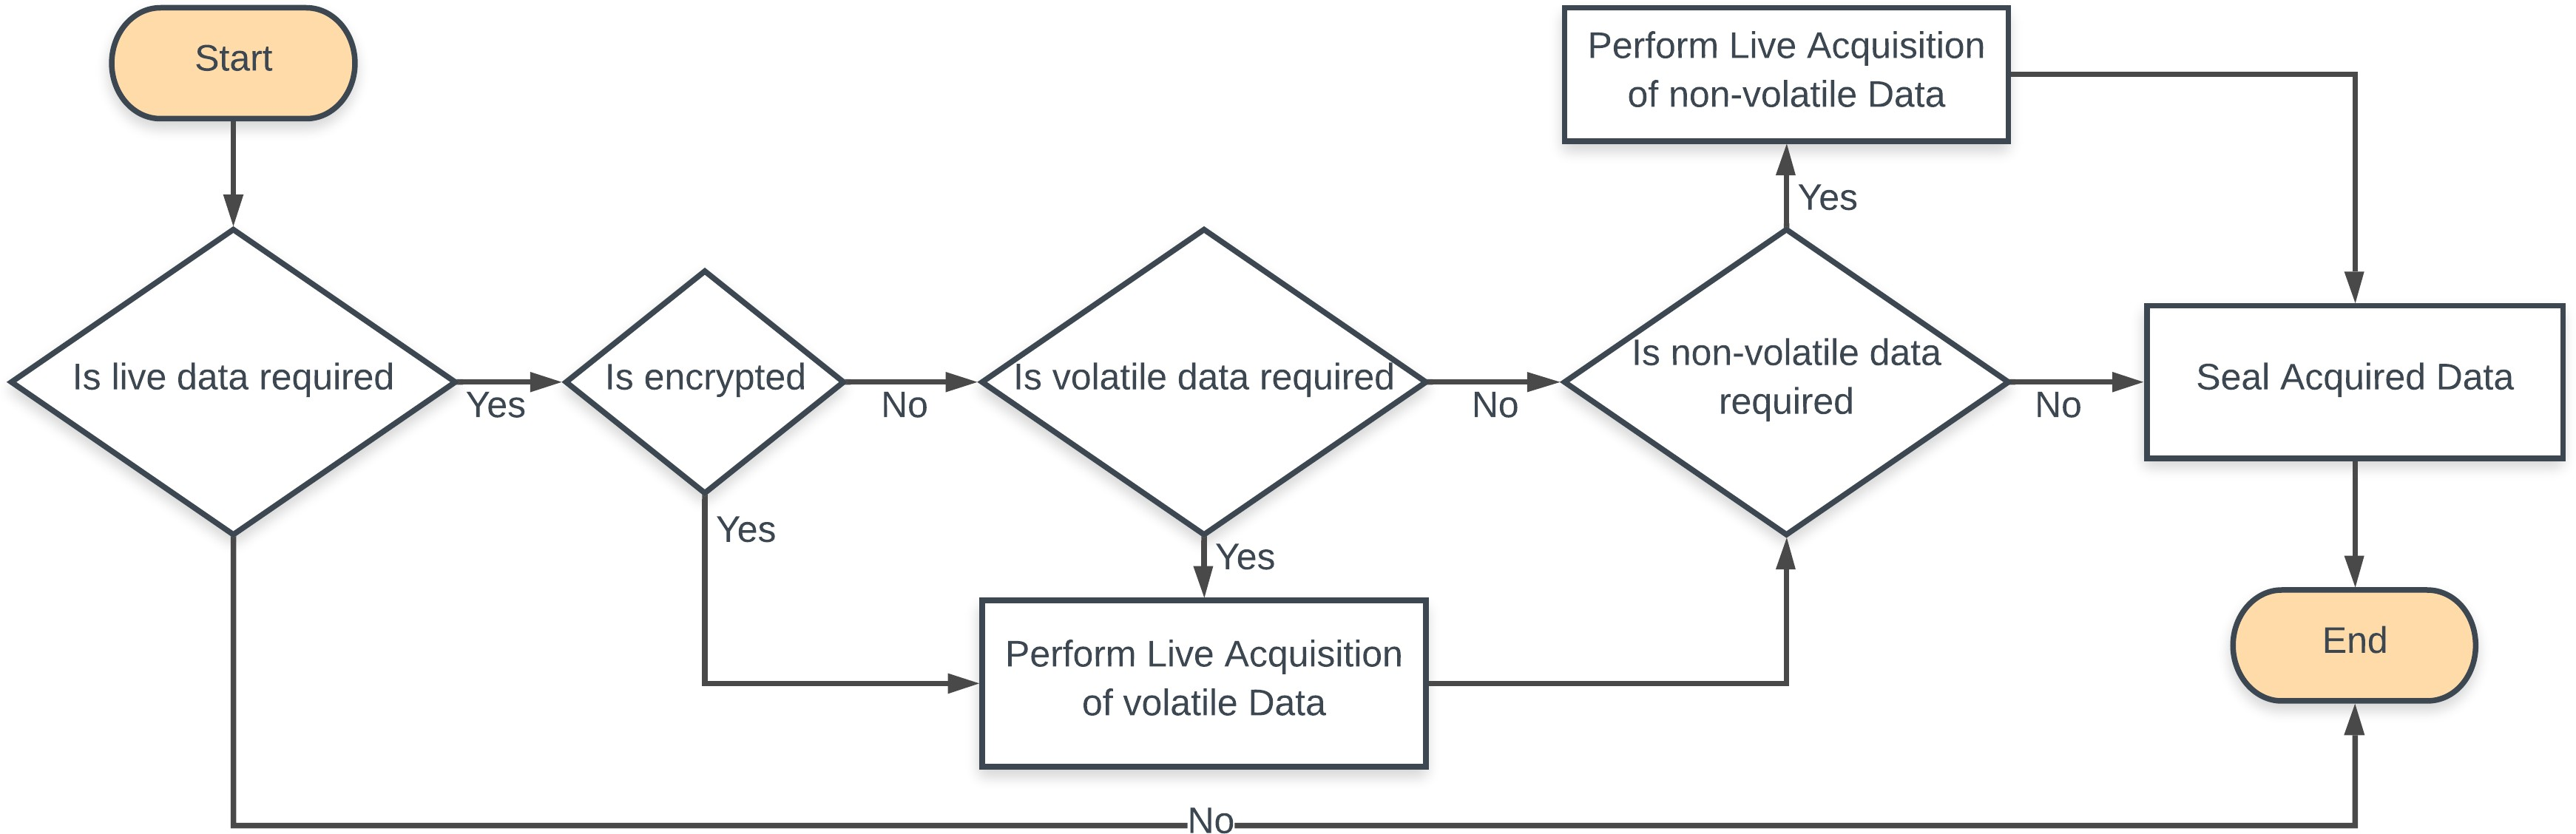 Start
Perform Live Acquisition
of non-volatile Data
Yes
Is live data required
Yes
Is encrypted
No
Is volatile data required
No
Is non-volatile data
required
No
Seal Acquired Data
Yes
Yes
Perform Live Acquisition
of volatile Data
End
No